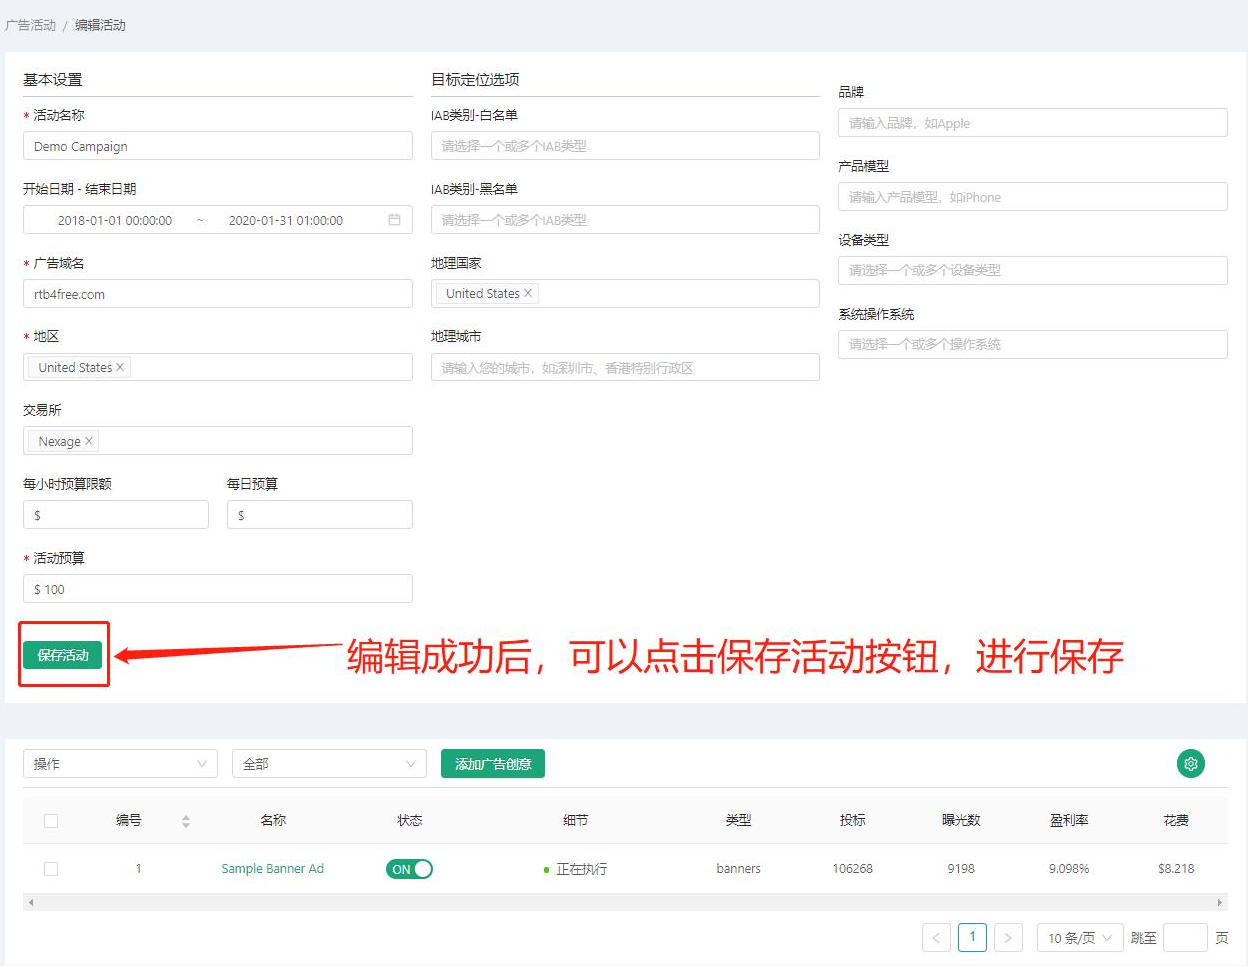 广告活动 / 编辑活动
基本设置
* 活动名称
Demo Campaign
开始日期 - 结束日期
2018-01-01 00:00:00 ~ 2020-01-31 01:00:00
* 广告域名
rtb4free.com
* 地区
United States ×
交易所
Nexage ×
每小时预算限额 每日预算
$ $
* 活动预算
$ 100
保存活动
编辑成功后，可以点击保存活动按钮，进行保存
目标定位选项
IAB类别-白名单
请选择一个或多个IAB类型
IAB类别-黑名单
请选择一个或多个IAB类型
地理国家
United States ×
地理城市
请输入您的城市，如深圳市、香港特别行政区
品牌
请输入品牌，如Apple
产品模型
请输入产品模型，如iPhone
设备类型
请选择一个或多个设备类型
系统操作系统
请选择一个或多个操作系统
操作 全部 添加广告创意
编号 名称 状态 细节 类型 投标 曝光数 盈利率 花费
1 Sample Banner Ad ON 正在执行 banners 106268 9198 9.098% $8.218
< 1 > 10 条/页 跳至 页